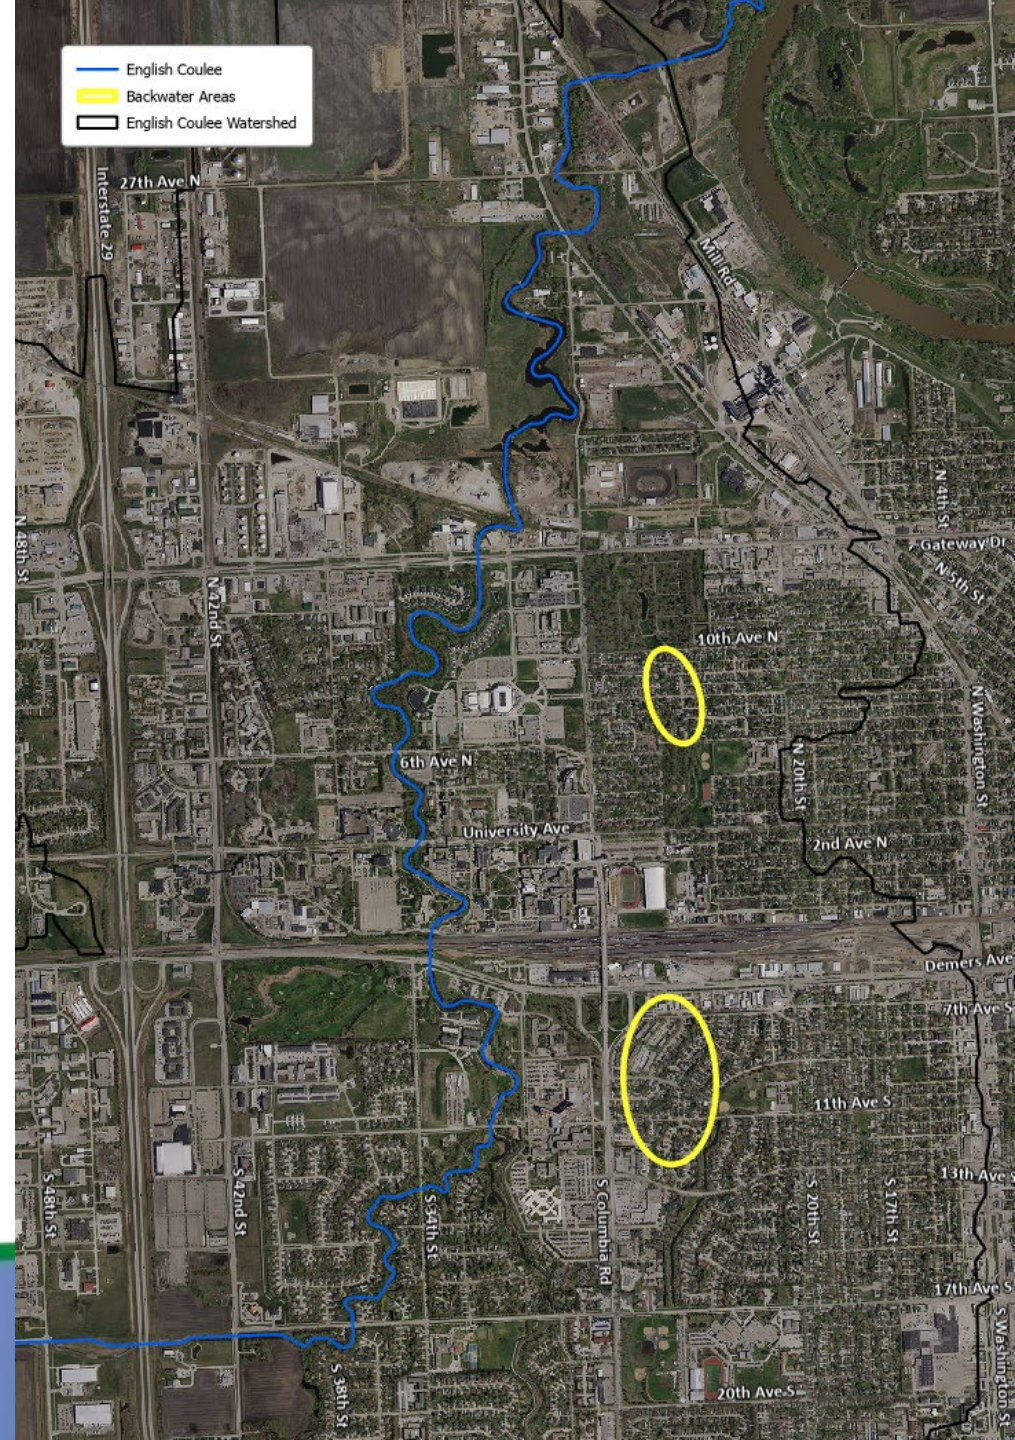 English Coulee
Backwater Areas
English Coulee Watershed
27th Ave N
Interstate 29
Mill Rd
N 4th St
Gateway Dr
N 48th St
N 5th St
N 42nd St
10th Ave N
N Washington St
6th Ave N
N 20th St
University Ave
2nd Ave N
Demers Ave
7th Ave S
11th Ave S
13th Ave S
S 48th St
S 42nd St
S 34th St
S Columbia Rd
S 20th St
S 17th St
17th Ave S
S Washington St
S 38th St
20th Ave S